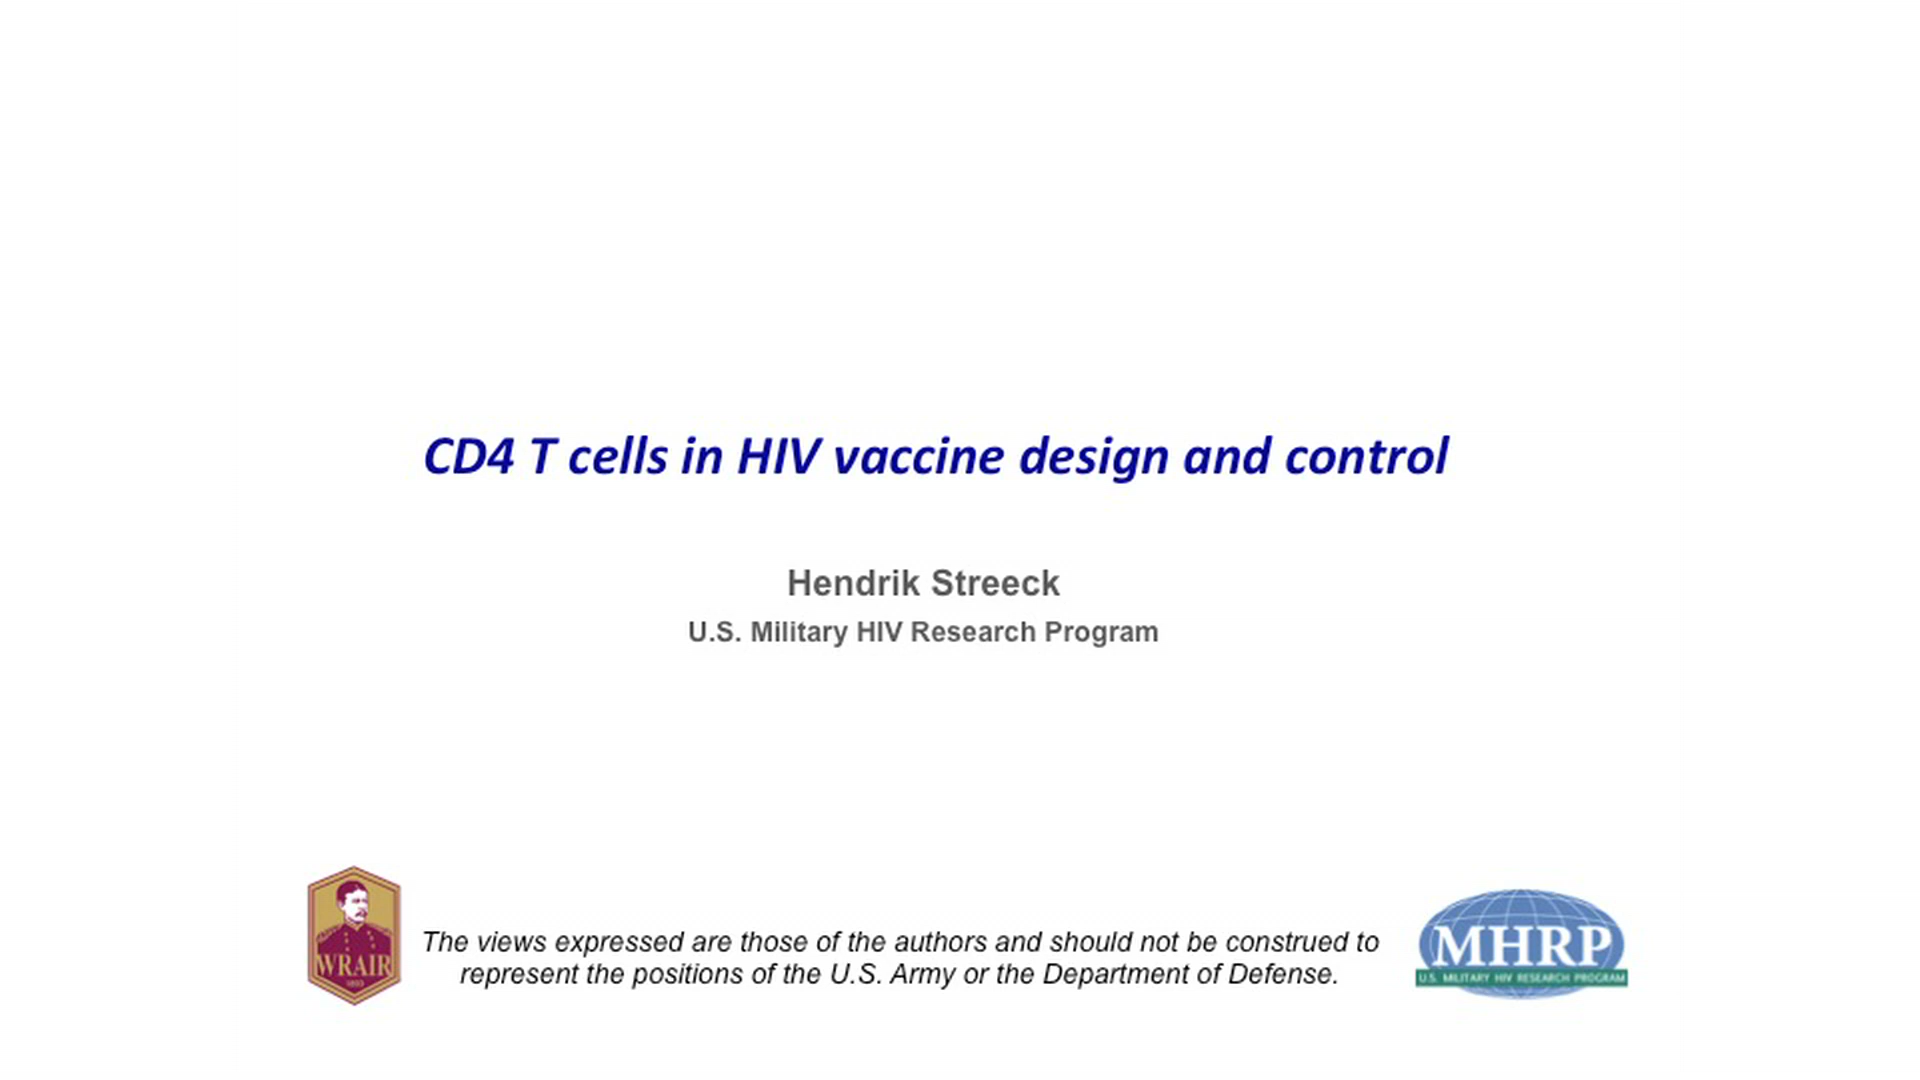 CD4 T cells in HIV vaccine design and control
Hendrik Streeck
U.S. Military HIV Research Program
The views expressed are those of the authors and should not be construed to
represent the positions of the U.S. Army or the Department of Defense.
WRAIR
1893
MHRP
U.S. MILITARY HIV RESEARCH PROGRAM